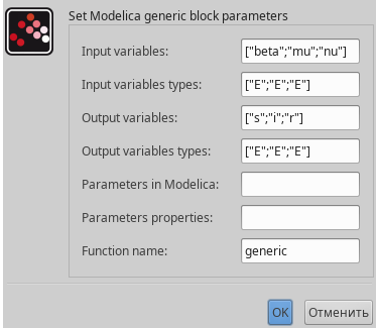 Set Modelica generic block parameters
Input variables: ["beta";"mu";"nu"]
Input variables types: ["E";"E";"E"]
Output variables: ["s";"i";"r"]
Output variables types: ["E";"E";"E"]
Parameters in Modelica:
Parameters properties:
Function name: generic
OK Отменить